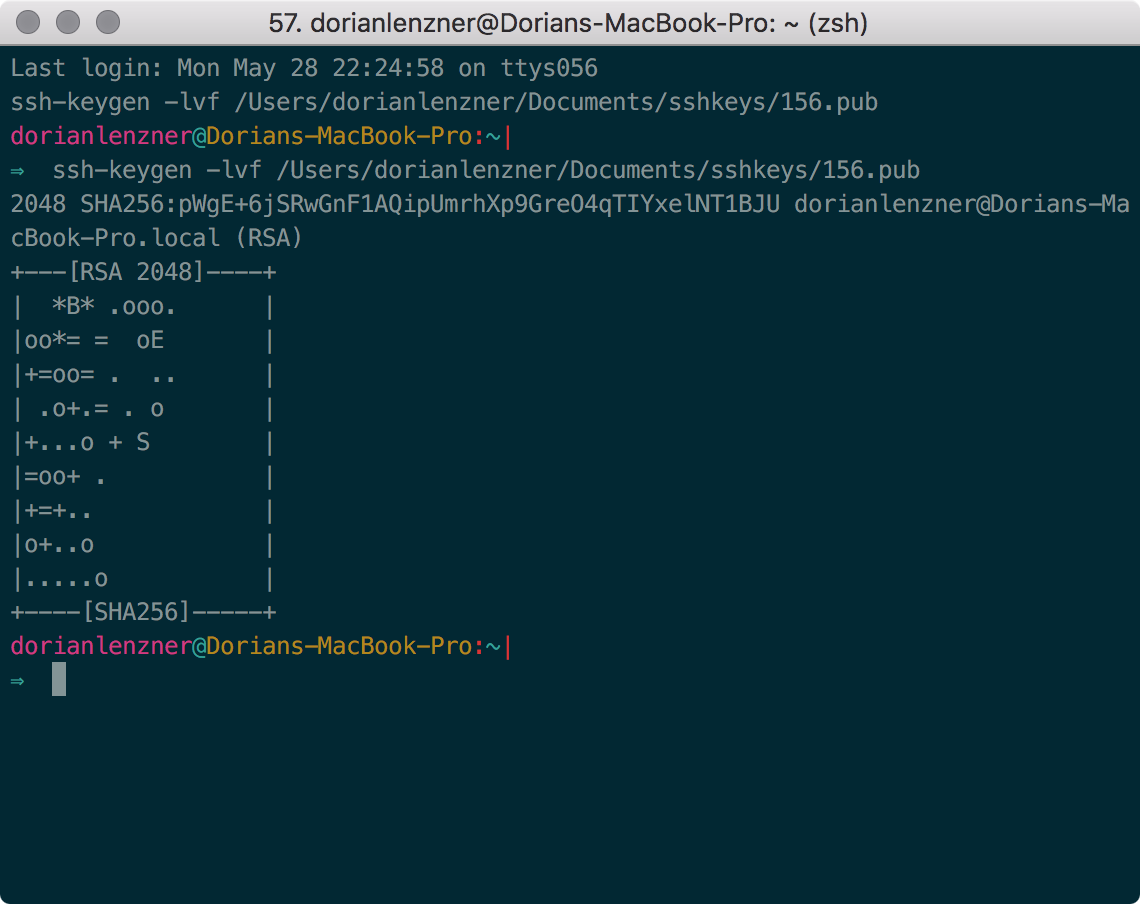 57. dorianlenzner@Dorians-MacBook-Pro: ~ (zsh)
Last login: Mon May 28 22:24:58 on ttys056
ssh-keygen -lvf /Users/dorianlenzner/Documents/sshkeys/156.pub
dorianlenzner@Dorians-MacBook-Pro:~|
⇒  ssh-keygen -lvf /Users/dorianlenzner/Documents/sshkeys/156.pub
2048 SHA256:pWgE+6jSRwGnF1AQipUmrhXp9GreO4qTIYxelNT1BJU dorianlenzner@Dorians-Ma
cBook-Pro.local (RSA)
+---[RSA 2048]----+
|  *B* .ooo.      |
|oo*= =  oE       |
|+=oo= .  ..      |
| .o+.= . o       |
|+...o + S        |
|=oo+ .           |
|+=+..            |
|o+..o            |
|.....o           |
+----[SHA256]-----+
dorianlenzner@Dorians-MacBook-Pro:~|
⇒